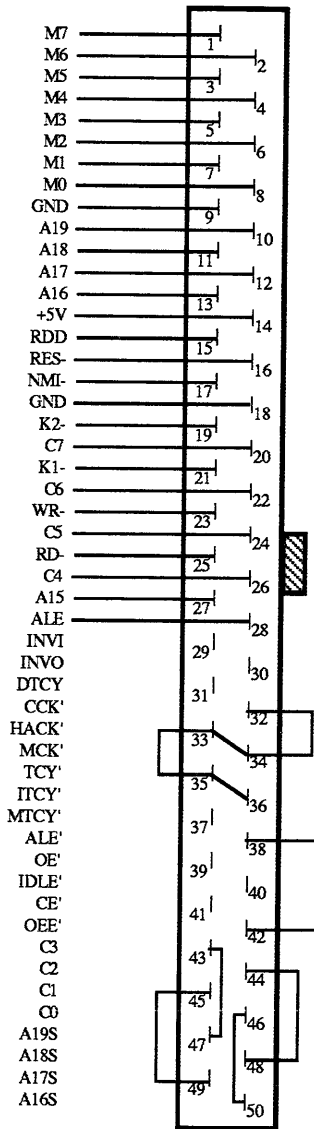 M7 1
M6 2
M5 3
M4 4
M3 5
M2 6
M1 7
M0 8
GND 9
A19 10
A18 11
A17 12
A16 13
+5V 14
RDD 15
RES- 16
NMI- 17
GND 18
K2- 19
C7 20
K1- 21
C6 22
WR- 23
C5 24
RD- 25
C4 26
A15 27
ALE 28
INVI 29
INVO 30
DTCY 31
CCK' 32
HACK' 33
MCK' 34
TCY' 35
ITCY' 36
MTCY' 37
ALE' 38
OE' 39
IDLE' 40
CE' 41
OEE' 42
C3 43
C2 44
C1 45
C0 46
A19S 47
A18S 48
A17S 49
A16S 50